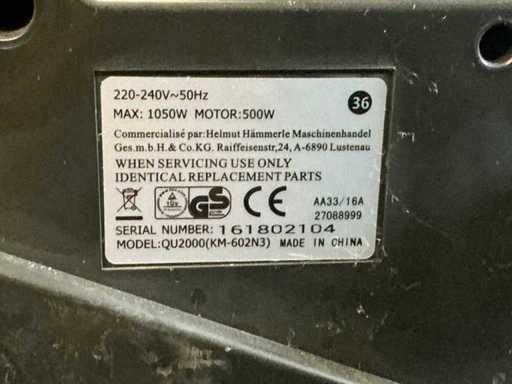 220-240V~50Hz
MAX: 1050W MOTOR:500W
36
Commercialisé par:Helmut Hämmerle Maschinenhandel
Ges.m.b.H.& Co.KG. Raiffeisenstr,24, A-6890 Lustenau
WHEN SERVICING USE ONLY
IDENTICAL REPLACEMENT PARTS
TÜV GS CE
AA33/16A
27088999
SERIAL NUMBER: 161802104
MODEL:QU2000(KM-602N3) MADE IN CHINA